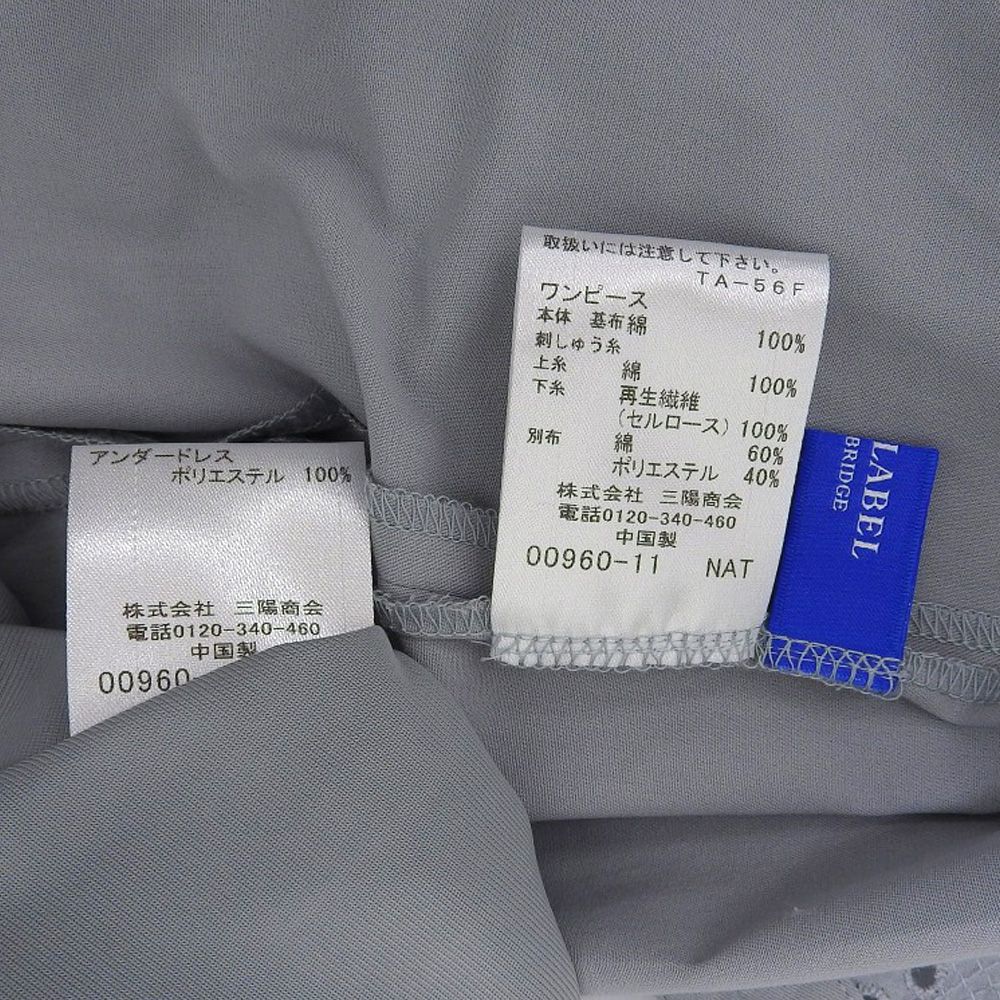 アンダードレス
ポリエステル 100%
株式会社 三陽商会
電話0120-340-460
中国製
00960
取扱いには注意して下さい。
TA-56F
ワンピース
本体 基布 綿 100%
刺しゅう糸
上糸 綿 100%
下糸 再生繊維
(セルロース) 100%
別布 綿 60%
ポリエステル 40%
株式会社 三陽商会
電話0120-340-460
中国製
00960-11 NAT
LABEL
BRIDGE